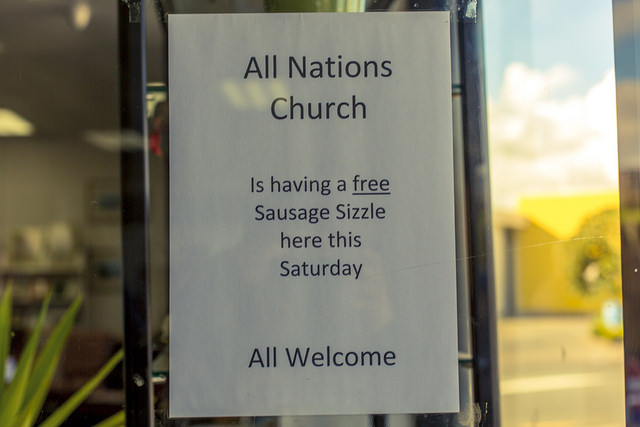 All Nations
Church
Is having a free
Sausage Sizzle
here this
Saturday
All Welcome